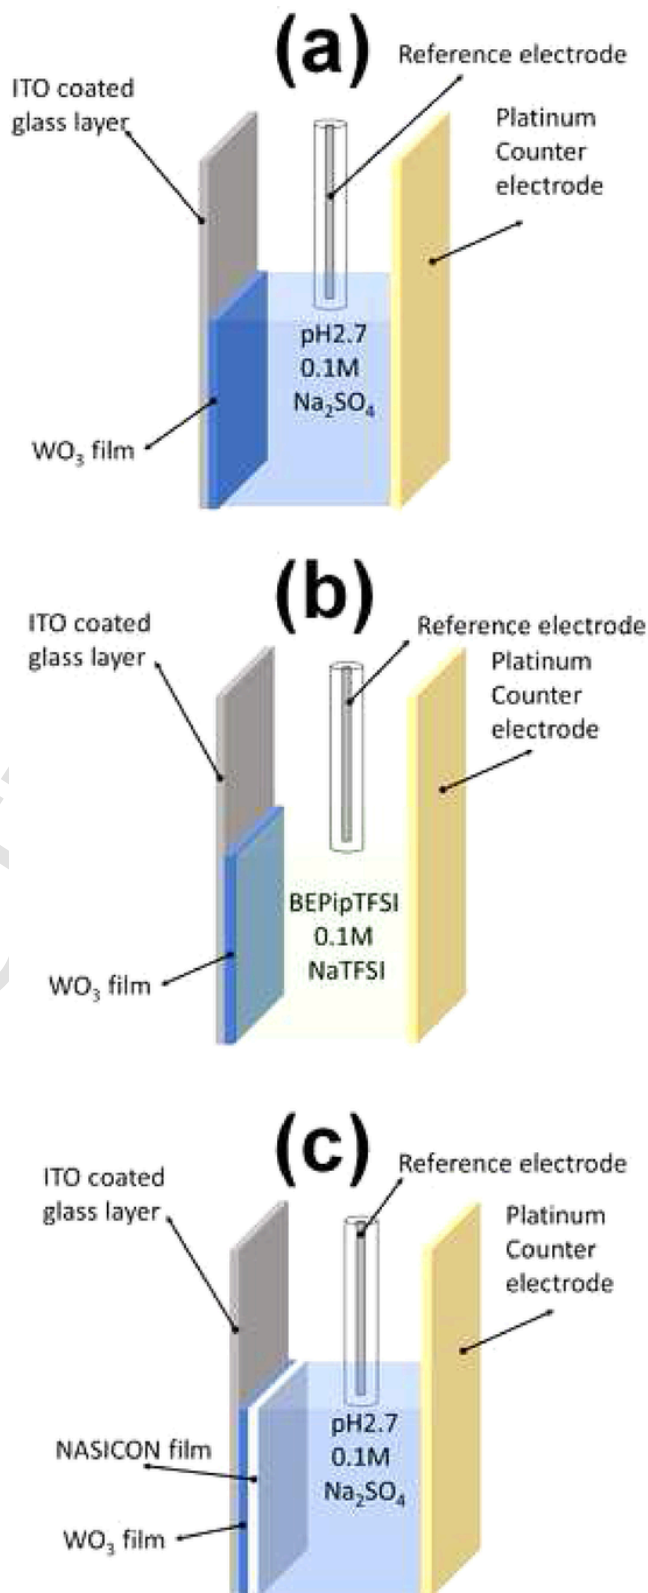 (a)
Reference electrode
ITO coated
glass layer
Platinum
Counter
electrode
pH2.7
0.1M
Na₂SO₄
WO₃ film
(b)
ITO coated
glass layer
Reference electrode
Platinum
Counter
electrode
BEPipTFSI
0.1M
NaTFSI
WO₃ film
(c)
Reference electrode
ITO coated
glass layer
Platinum
Counter
electrode
pH2.7
0.1M
Na₂SO₄
NASICON film
WO₃ film